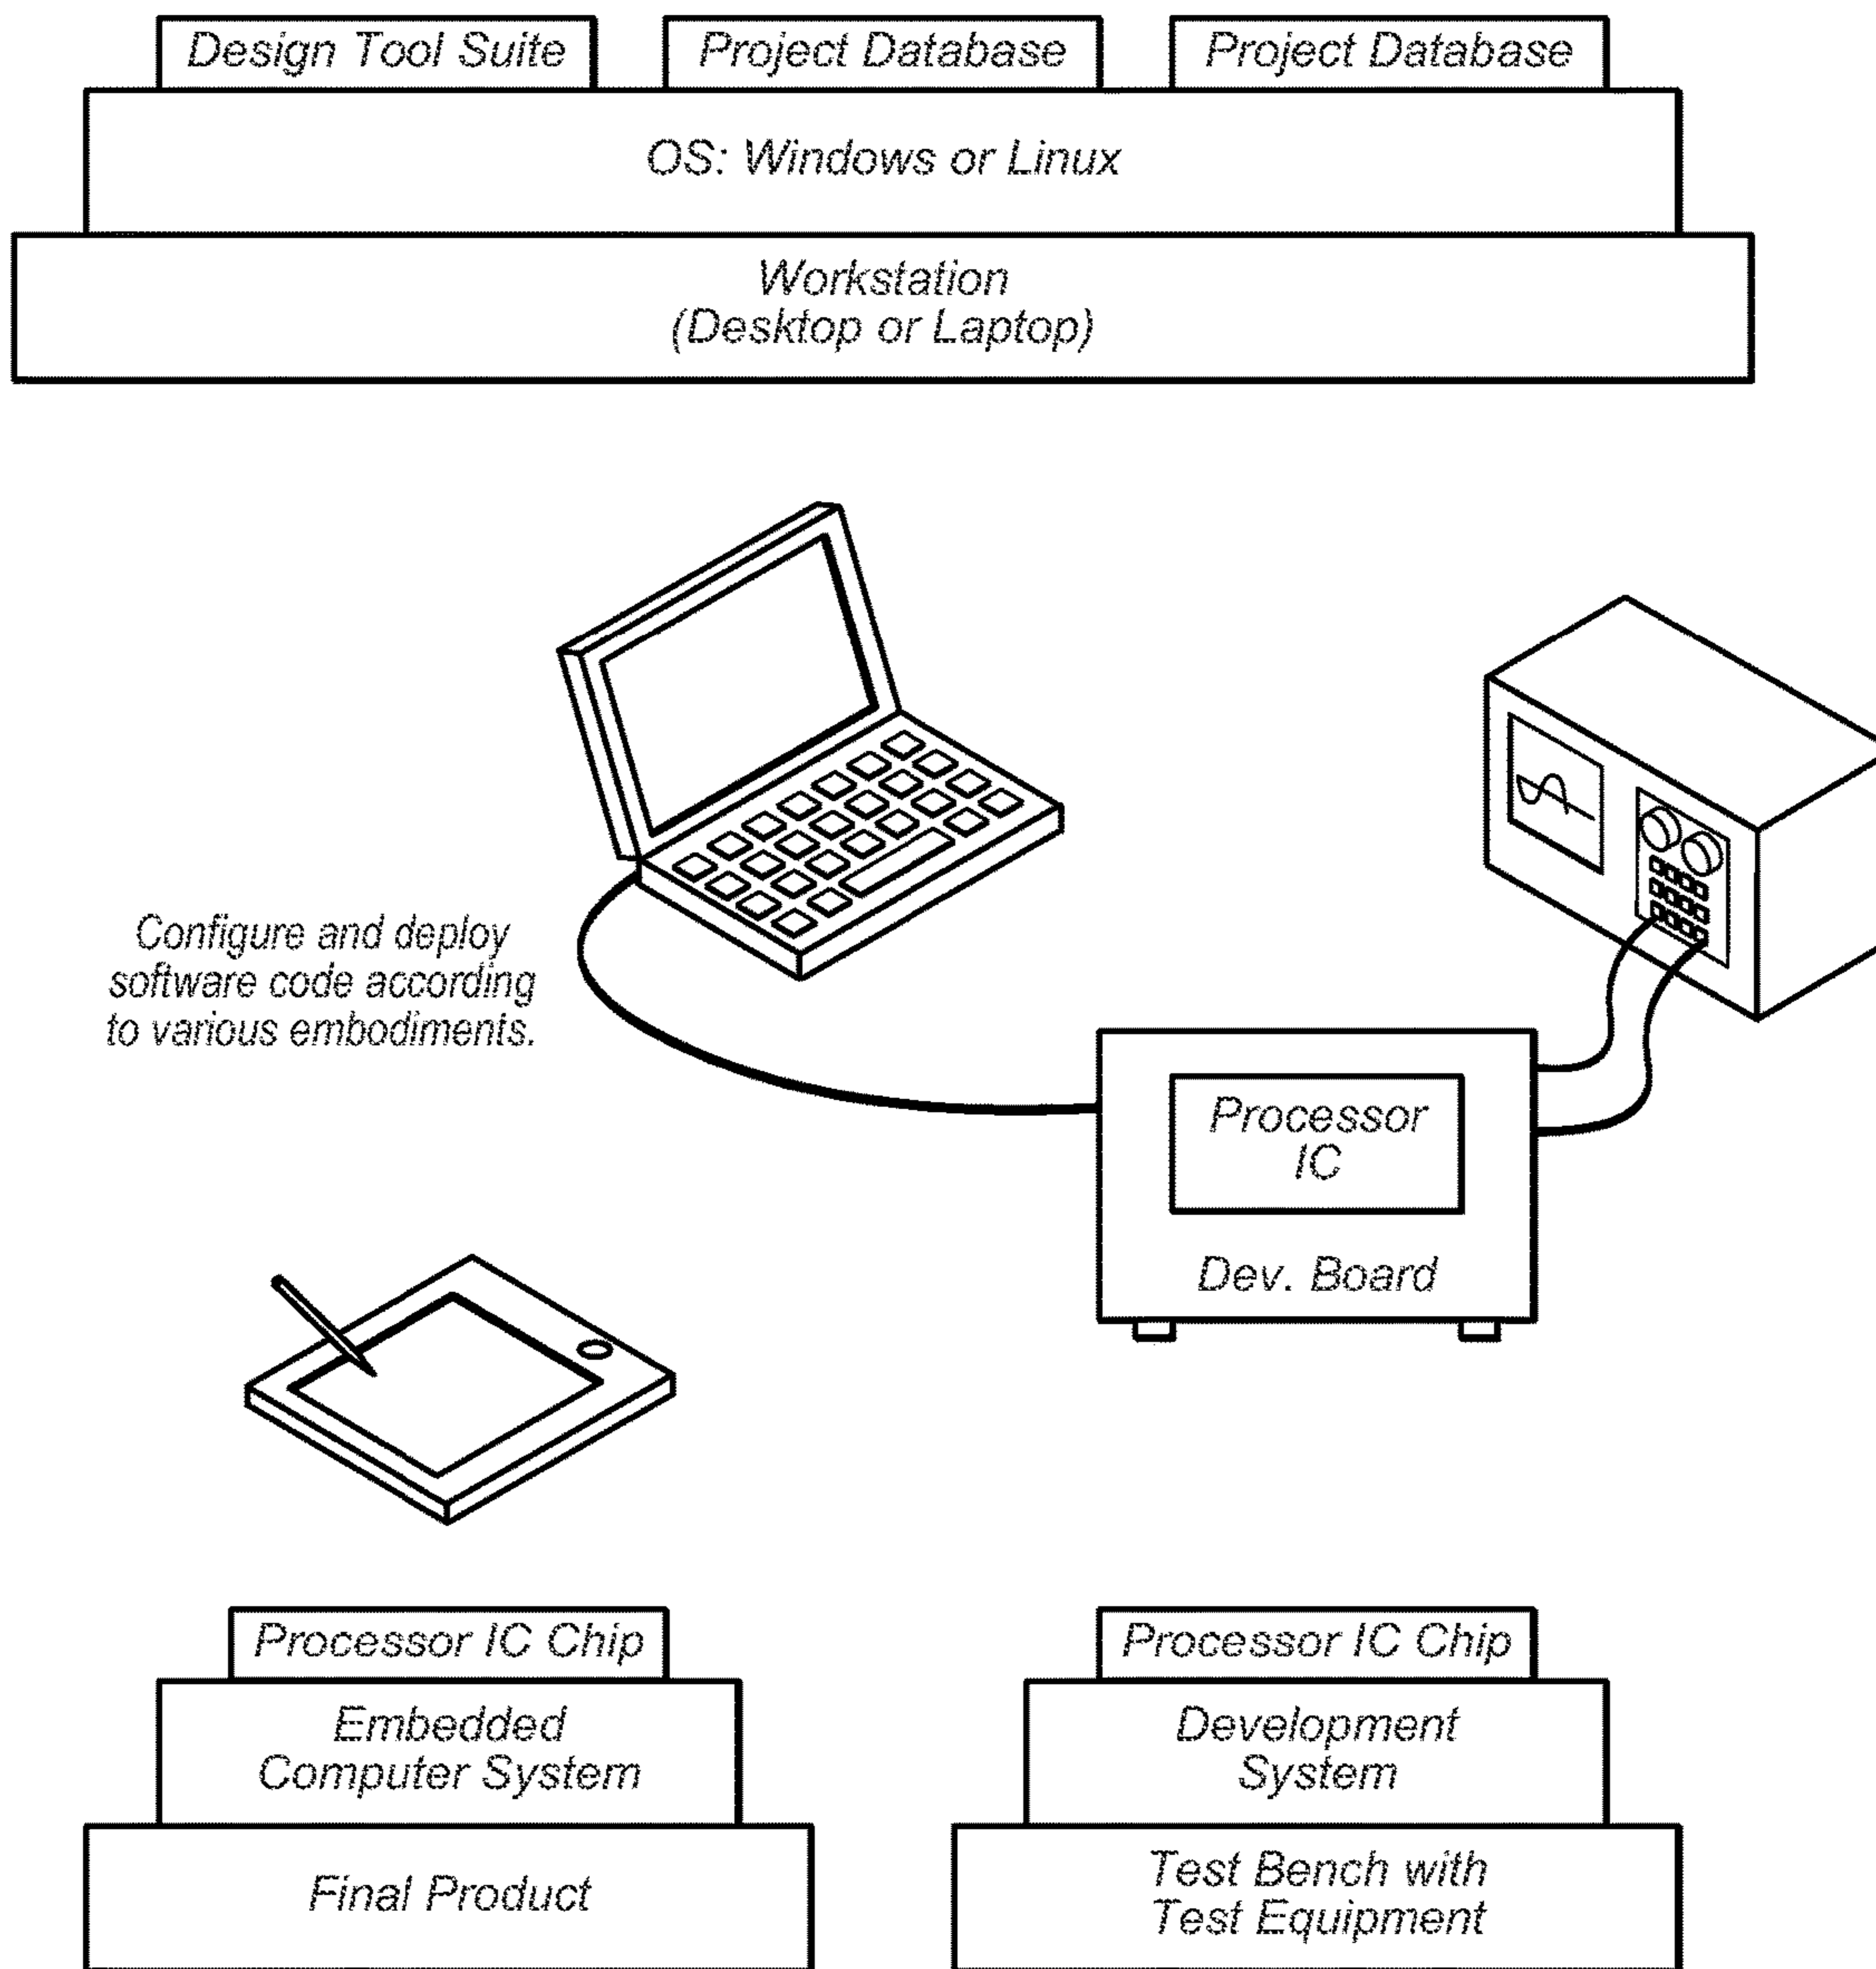 Design Tool Suite
Project Database
Project Database
OS: Windows or Linux
Workstation
(Desktop or Laptop)
Configure and deploy
software code according
to various embodiments.
Processor
IC
Dev. Board
Processor IC Chip
Embedded
Computer System
Final Product
Processor IC Chip
Development
System
Test Bench with
Test Equipment